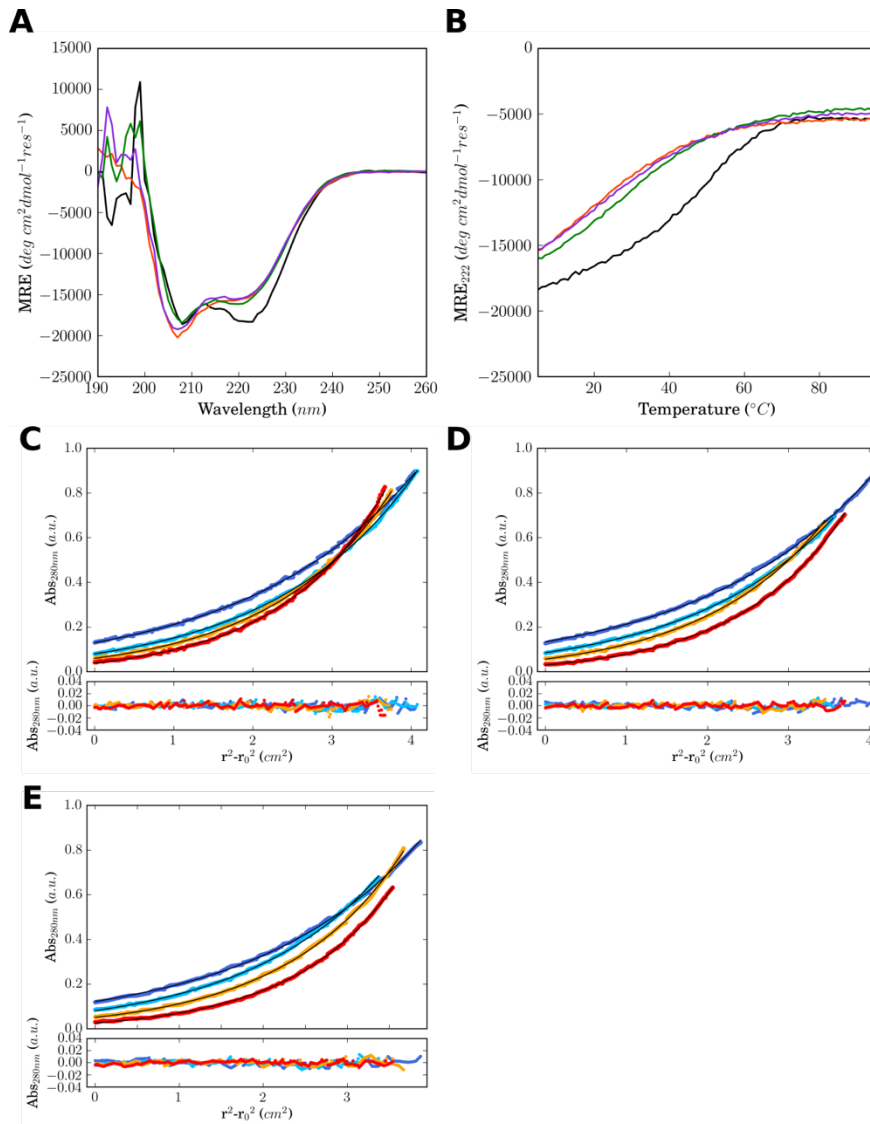 A
15000
10000
5000
0
−5000
−10000
−15000
−20000
−25000
MRE (deg cm²dmol⁻¹res⁻¹)
190 200 210 220 230 240 250 260
Wavelength (nm)
B
0
−5000
−10000
−15000
−20000
−25000
MRE₂₂₂ (deg cm²dmol⁻¹res⁻¹)
20 40 60 80
Temperature (°C)
C
1.0
0.8
0.6
0.4
0.2
0.0
Abs₂₈₀ₙₘ (a.u.)
0.04
0.02
0.00
−0.02
−0.04
Abs₂₈₀ₙₘ (a.u.)
0 1 2 3 4
r²-r₀² (cm²)
D
1.0
0.8
0.6
0.4
0.2
0.0
Abs₂₈₀ₙₘ (a.u.)
0.04
0.02
0.00
−0.02
−0.04
Abs₂₈₀ₙₘ (a.u.)
0 1 2 3 4
r²-r₀² (cm²)
E
1.0
0.8
0.6
0.4
0.2
0.0
Abs₂₈₀ₙₘ (a.u.)
0.04
0.02
0.00
−0.02
−0.04
Abs₂₈₀ₙₘ (a.u.)
0 1 2 3
r²-r₀² (cm²)